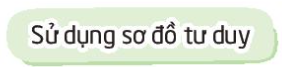 Sử dụng sơ đồ tư duy